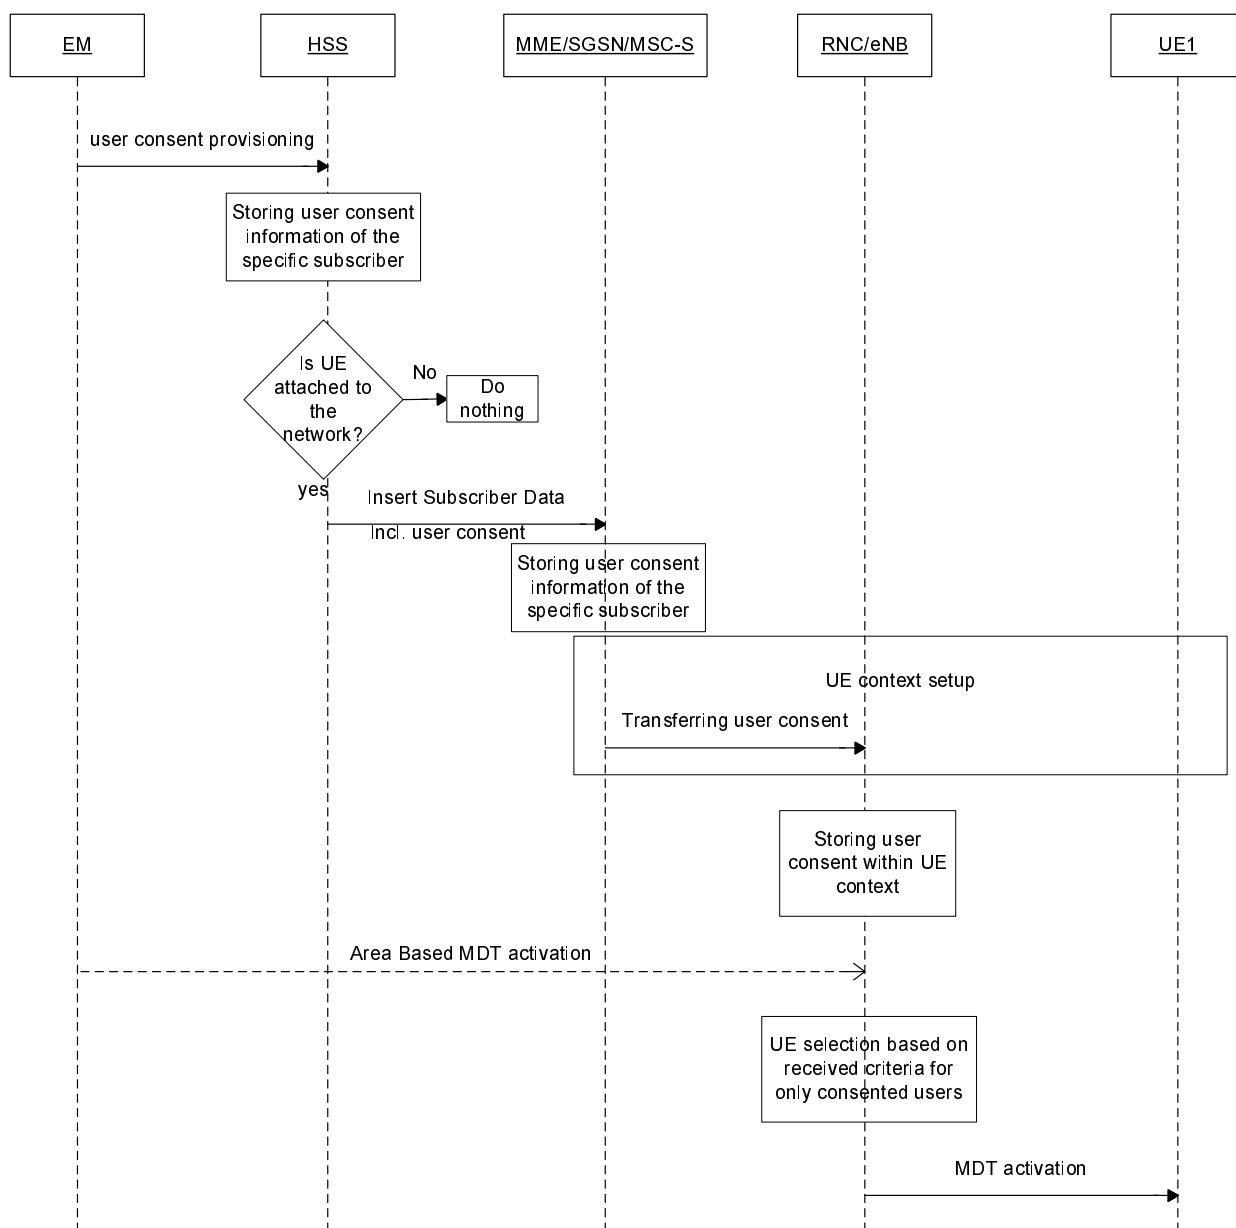 EM
HSS
MME/SGSN/MSC-S
RNC/eNB
UE1
user consent provisioning
Storing user consent
information of the
specific subscriber
Is UE
attached to
the
network?
No
Do
nothing
yes
Insert Subscriber Data
Incl. user consent
Storing user consent
information of the
specific subscriber
UE context setup
Transferring user consent
Storing user
consent within UE
context
Area Based MDT activation
UE selection based on
received criteria for
only consented users
MDT activation